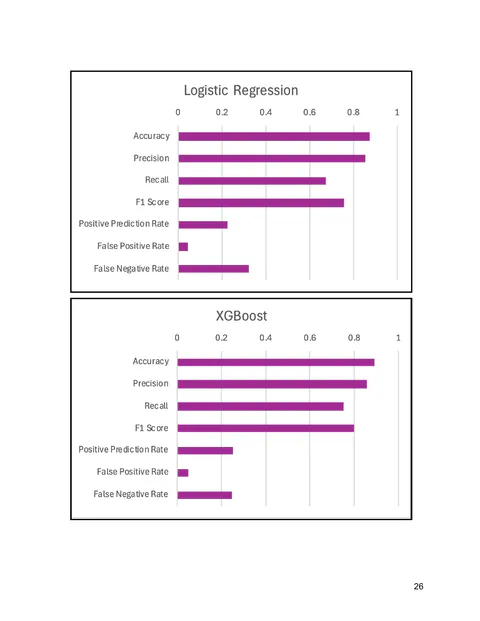 Logistic Regression
0 0.2 0.4 0.6 0.8 1
Accuracy
Precision
Recall
F1 Score
Positive Prediction Rate
False Positive Rate
False Negative Rate
XGBoost
0 0.2 0.4 0.6 0.8 1
Accuracy
Precision
Recall
F1 Score
Positive Prediction Rate
False Positive Rate
False Negative Rate
26